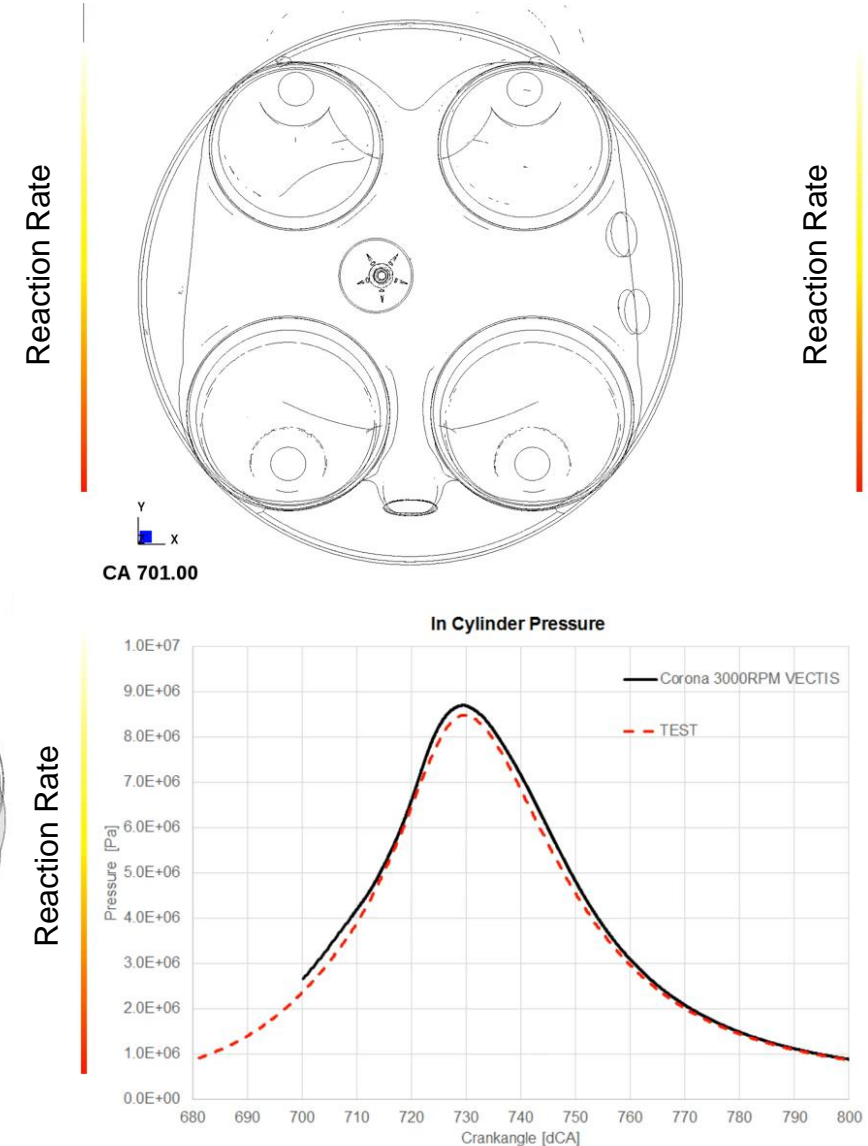 Reaction Rate
Reaction Rate
Y
Z X
CA 701.00
Reaction Rate
In Cylinder Pressure
1.0E+07
9.0E+06
8.0E+06
7.0E+06
6.0E+06
5.0E+06
4.0E+06
3.0E+06
2.0E+06
1.0E+06
0.0E+00
Pressure [Pa]
Corona 3000RPM VECTIS
TEST
680 690 700 710 720 730 740 750 760 770 780 790 800
Crankangle [dCA]